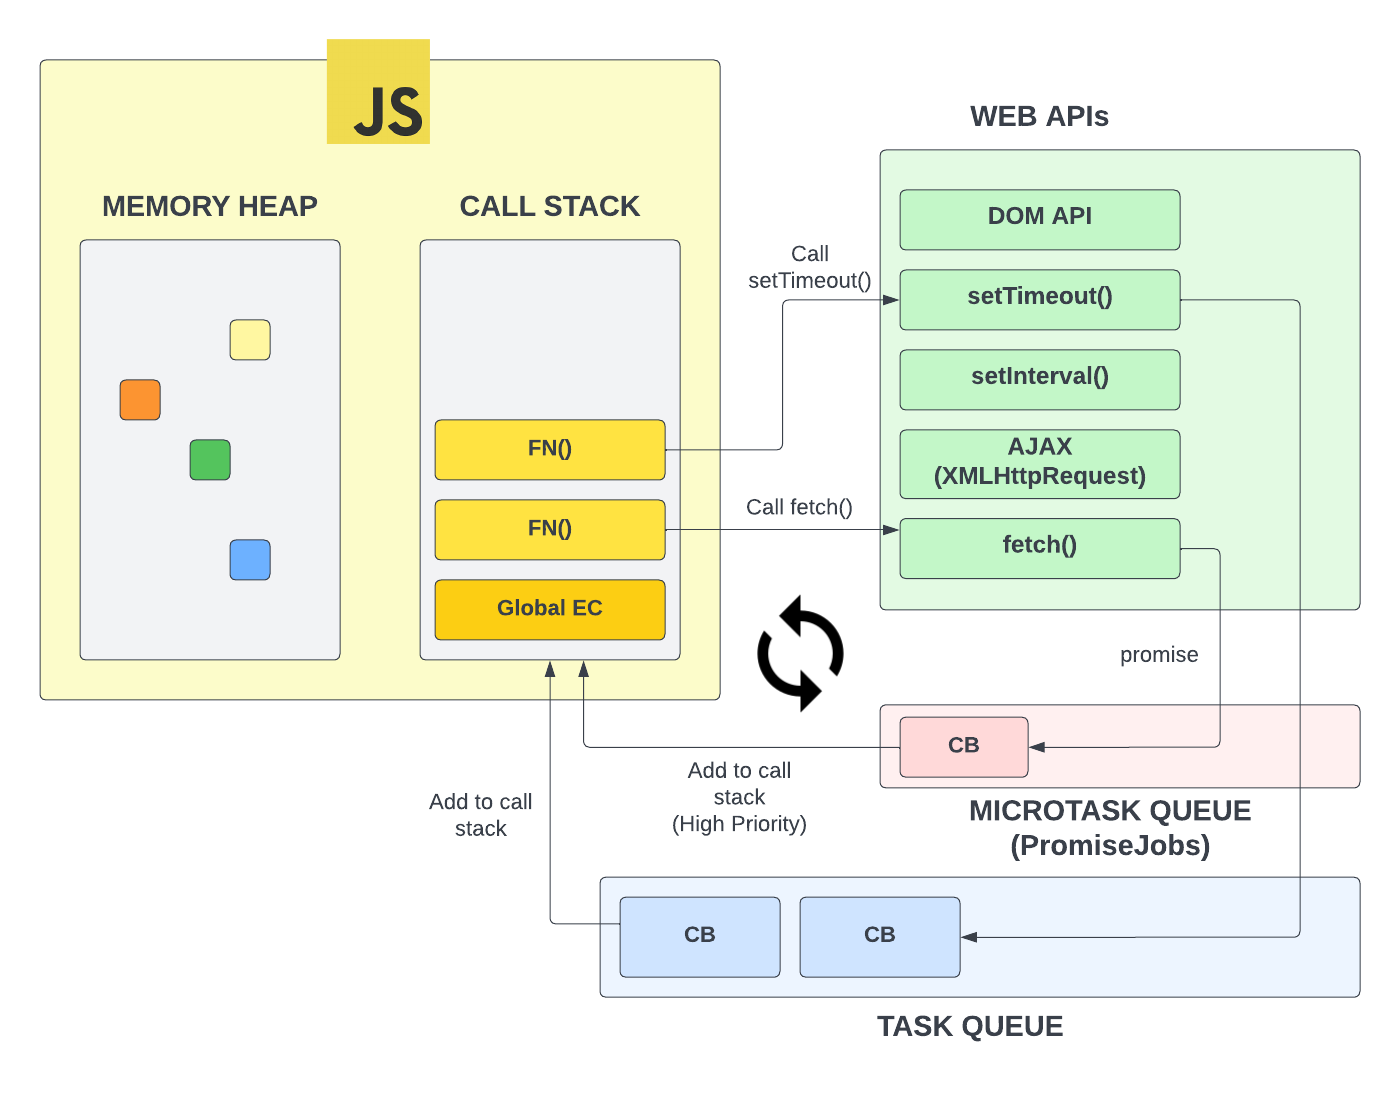 JS
MEMORY HEAP
CALL STACK
FN()
FN()
Global EC
Call
setTimeout()
Call fetch()
WEB APIs
DOM API
setTimeout()
setInterval()
AJAX
(XMLHttpRequest)
fetch()
promise
CB
MICROTASK QUEUE
(PromiseJobs)
Add to call
stack
(High Priority)
Add to call
stack
CB
CB
TASK QUEUE